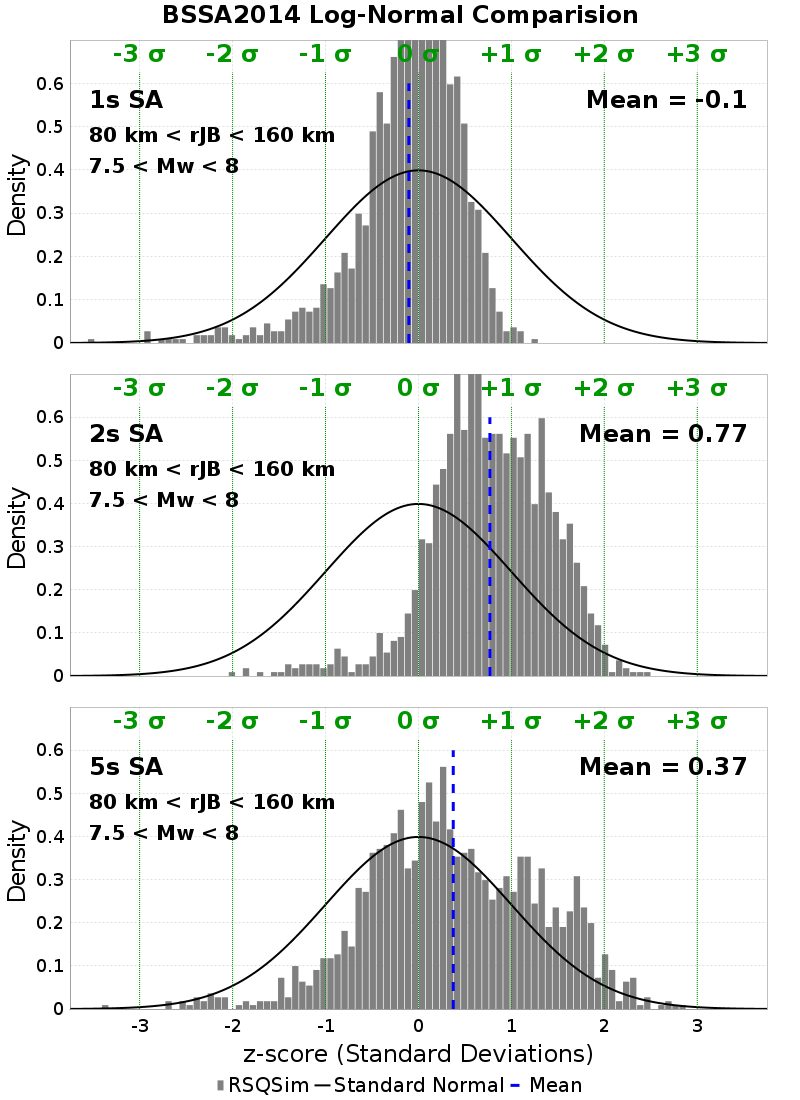 BSSA2014 Log-Normal Comparision
-3 σ -2 σ -1 σ 0 σ +1 σ +2 σ +3 σ
1s SA
Mean = -0.1
80 km < rJB < 160 km
7.5 < Mw < 8
Density
0.6
0.5
0.4
0.3
0.2
0.1
0
-3 σ -2 σ -1 σ 0 σ +1 σ +2 σ +3 σ
2s SA
Mean = 0.77
80 km < rJB < 160 km
7.5 < Mw < 8
Density
0.6
0.5
0.4
0.3
0.2
0.1
0
-3 σ -2 σ -1 σ 0 σ +1 σ +2 σ +3 σ
5s SA
Mean = 0.37
80 km < rJB < 160 km
7.5 < Mw < 8
Density
0.6
0.5
0.4
0.3
0.2
0.1
0
-3 -2 -1 0 1 2 3
z-score (Standard Deviations)
RSQSim Standard Normal Mean